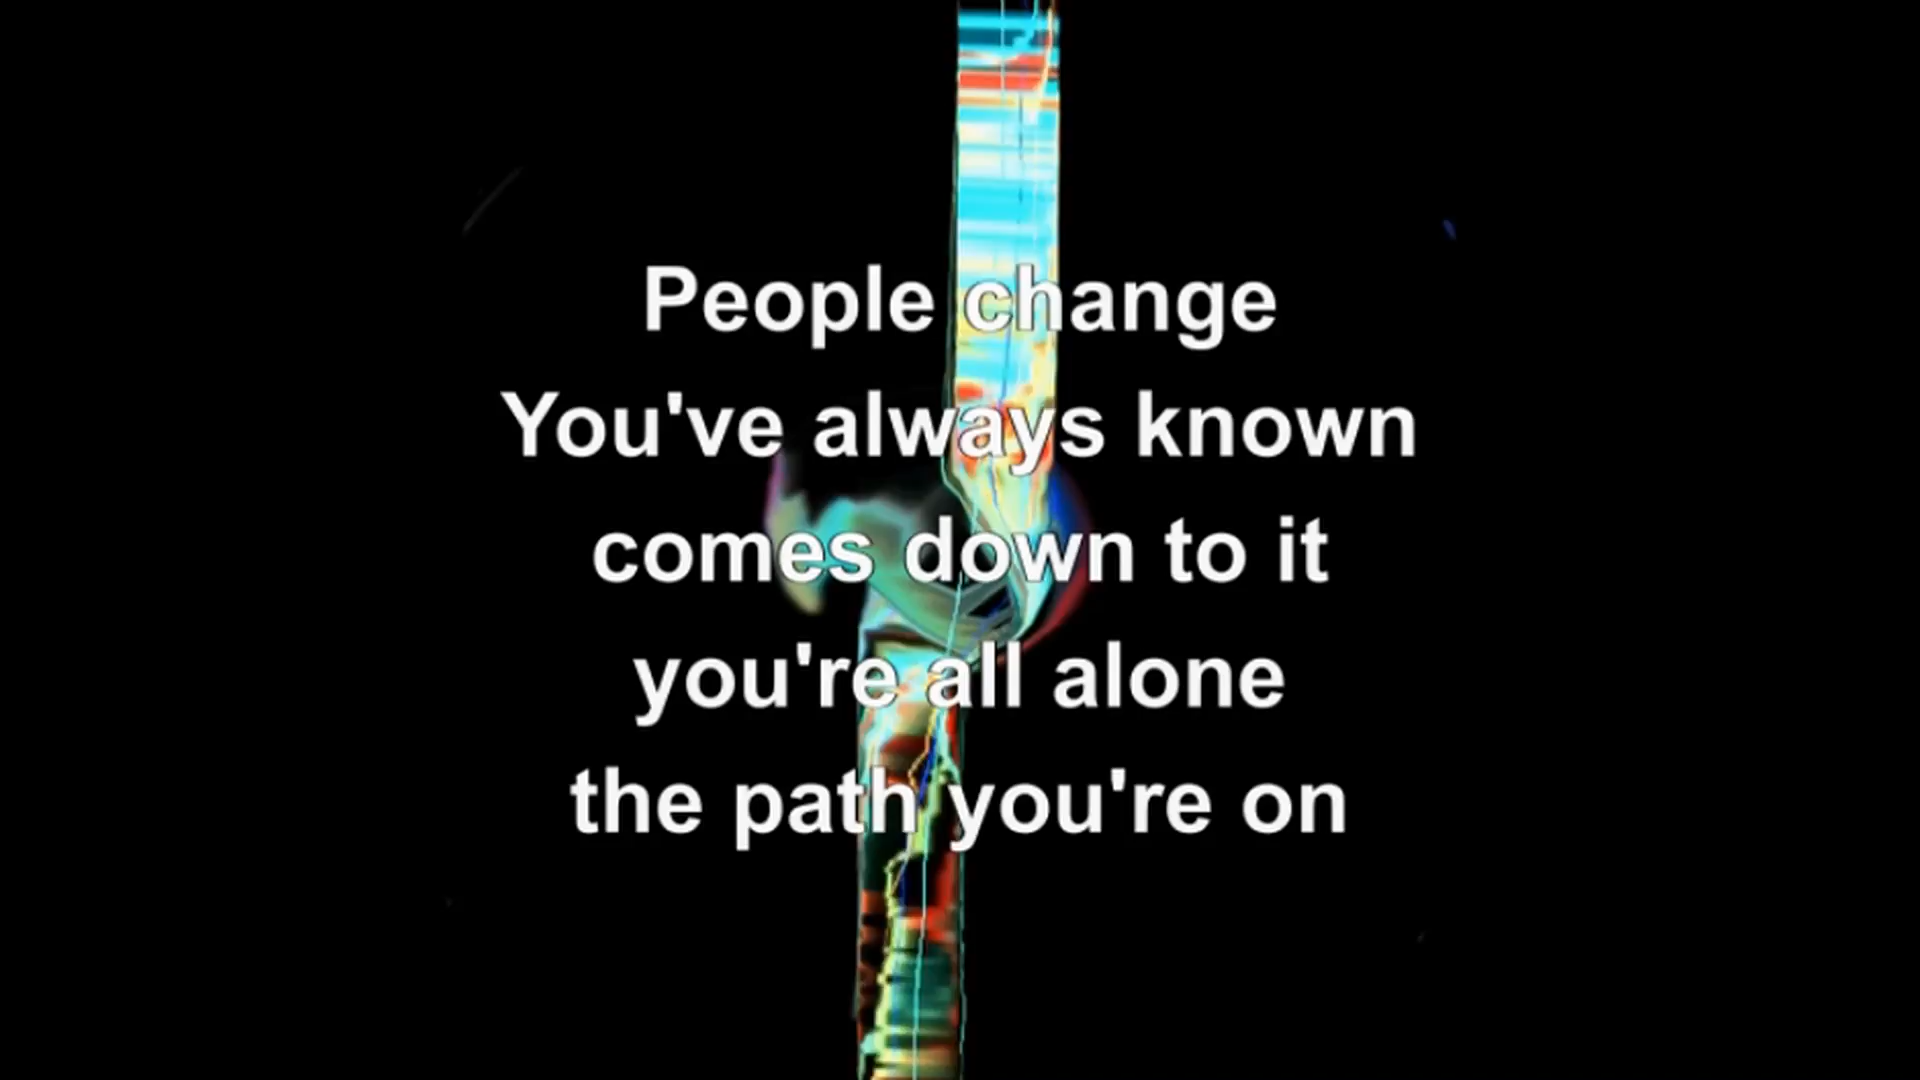 People change
You've always known
comes down to it
you're all alone
the path you're on